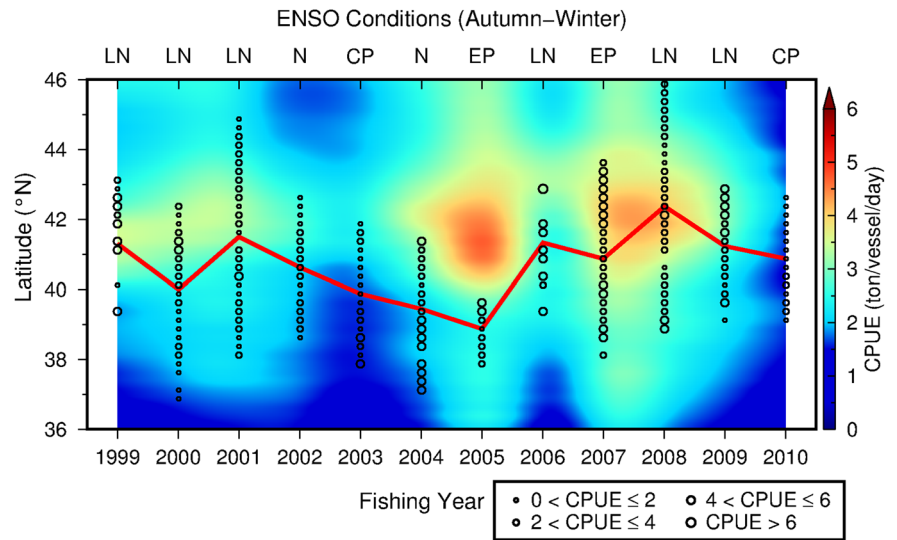 ENSO Conditions (Autumn−Winter)
LN LN LN N CP N EP LN EP LN LN CP
46
44
42
40
38
36
Latitude (°N)
1999 2000 2001 2002 2003 2004 2005 2006 2007 2008 2009 2010
6
5
4
3
2
1
0
CPUE (ton/vessel/day)
Fishing Year
0 < CPUE ≤ 2 4 < CPUE ≤ 6
2 < CPUE ≤ 4 CPUE > 6